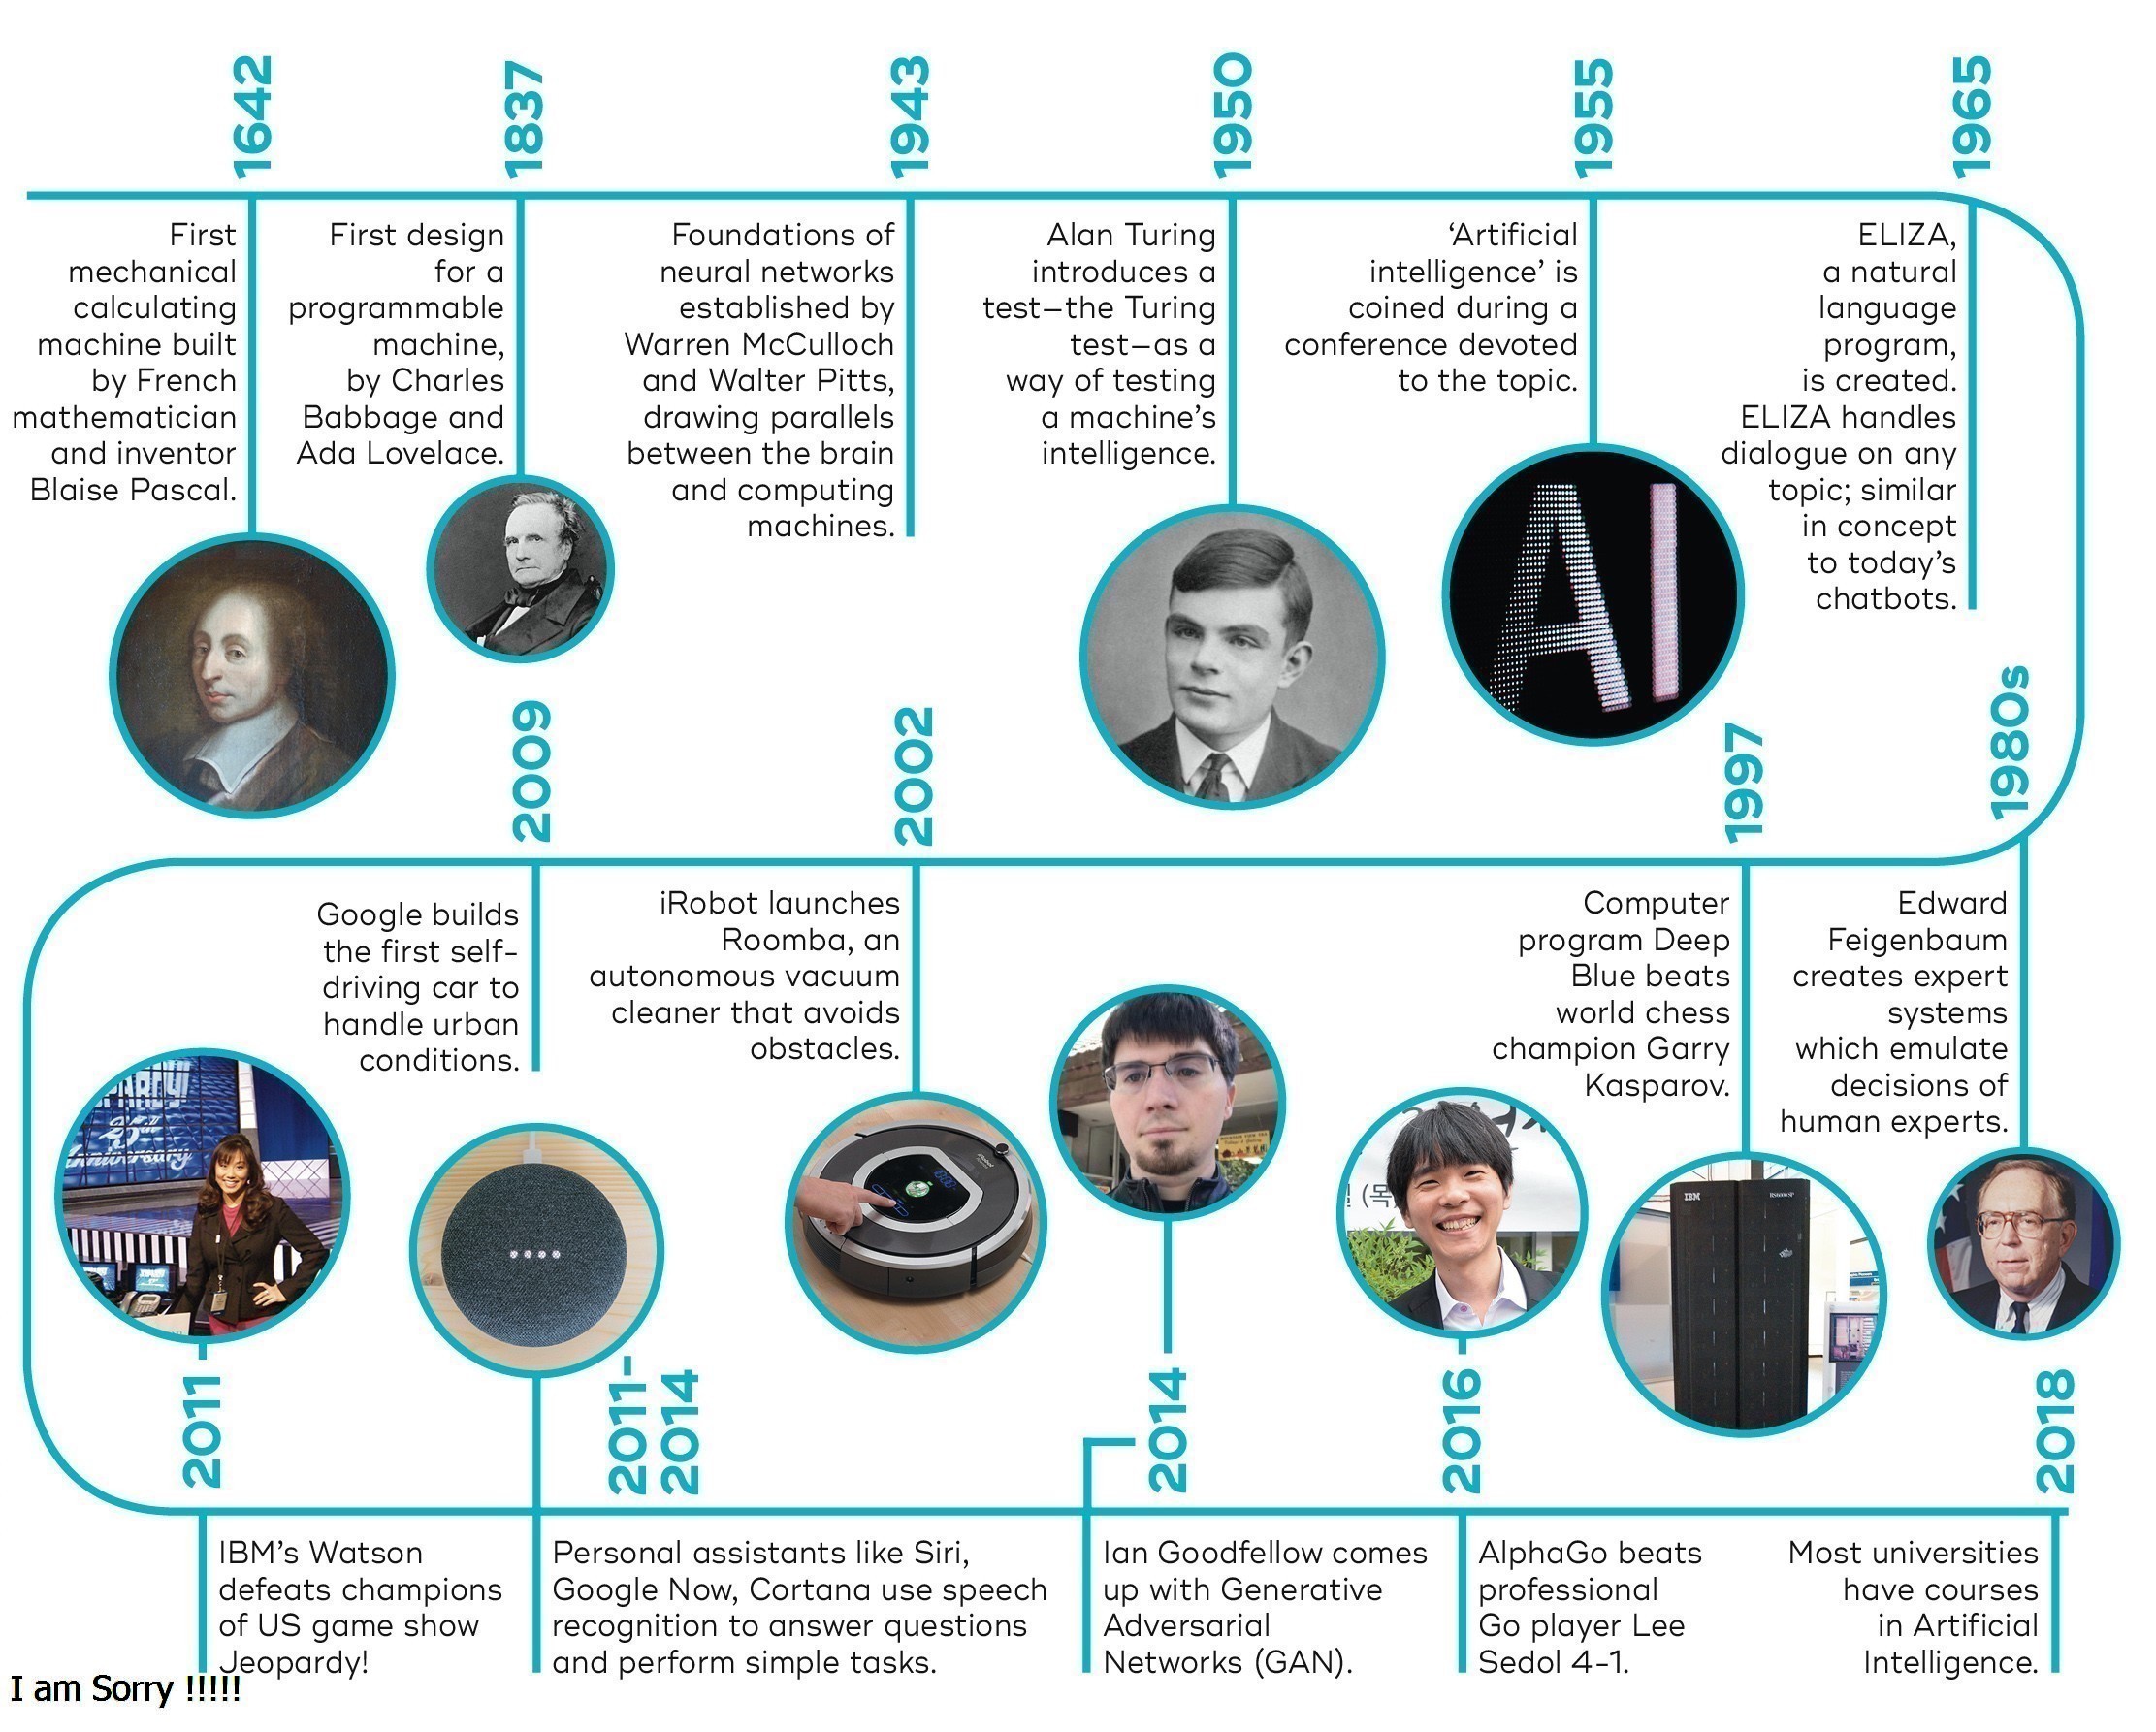 1642
First
mechanical
calculating
machine built
by French
mathematician
and inventor
Blaise Pascal.
1837
First design
for a
programmable
machine,
by Charles
Babbage and
Ada Lovelace.
1943
Foundations of
neural networks
established by
Warren McCulloch
and Walter Pitts,
drawing parallels
between the brain
and computing
machines.
1950
Alan Turing
introduces a
test–the Turing
test–as a
way of testing
a machine’s
intelligence.
1955
‘Artificial
intelligence’ is
coined during a
conference devoted
to the topic.
AI
1965
ELIZA,
a natural
language
program,
is created.
ELIZA handles
dialogue on any
topic; similar
in concept
to today’s
chatbots.
1980s
Edward
Feigenbaum
creates expert
systems
which emulate
decisions of
human experts.
1997
Computer
program Deep
Blue beats
world chess
champion Garry
Kasparov.
IBM
2002
iRobot launches
Roomba, an
autonomous vacuum
cleaner that avoids
obstacles.
2009
Google builds
the first self-
driving car to
handle urban
conditions.
25th
Anniversary
2011
IBM’s Watson
defeats champions
of US game show
Jeopardy!
2011-
2014
Personal assistants like Siri,
Google Now, Cortana use speech
recognition to answer questions
and perform simple tasks.
2014
Ian Goodfellow comes
up with Generative
Adversarial
Networks (GAN).
2016
AlphaGo beats
professional
Go player Lee
Sedol 4-1.
2018
Most universities
have courses
in Artificial
Intelligence.
I am Sorry !!!!!